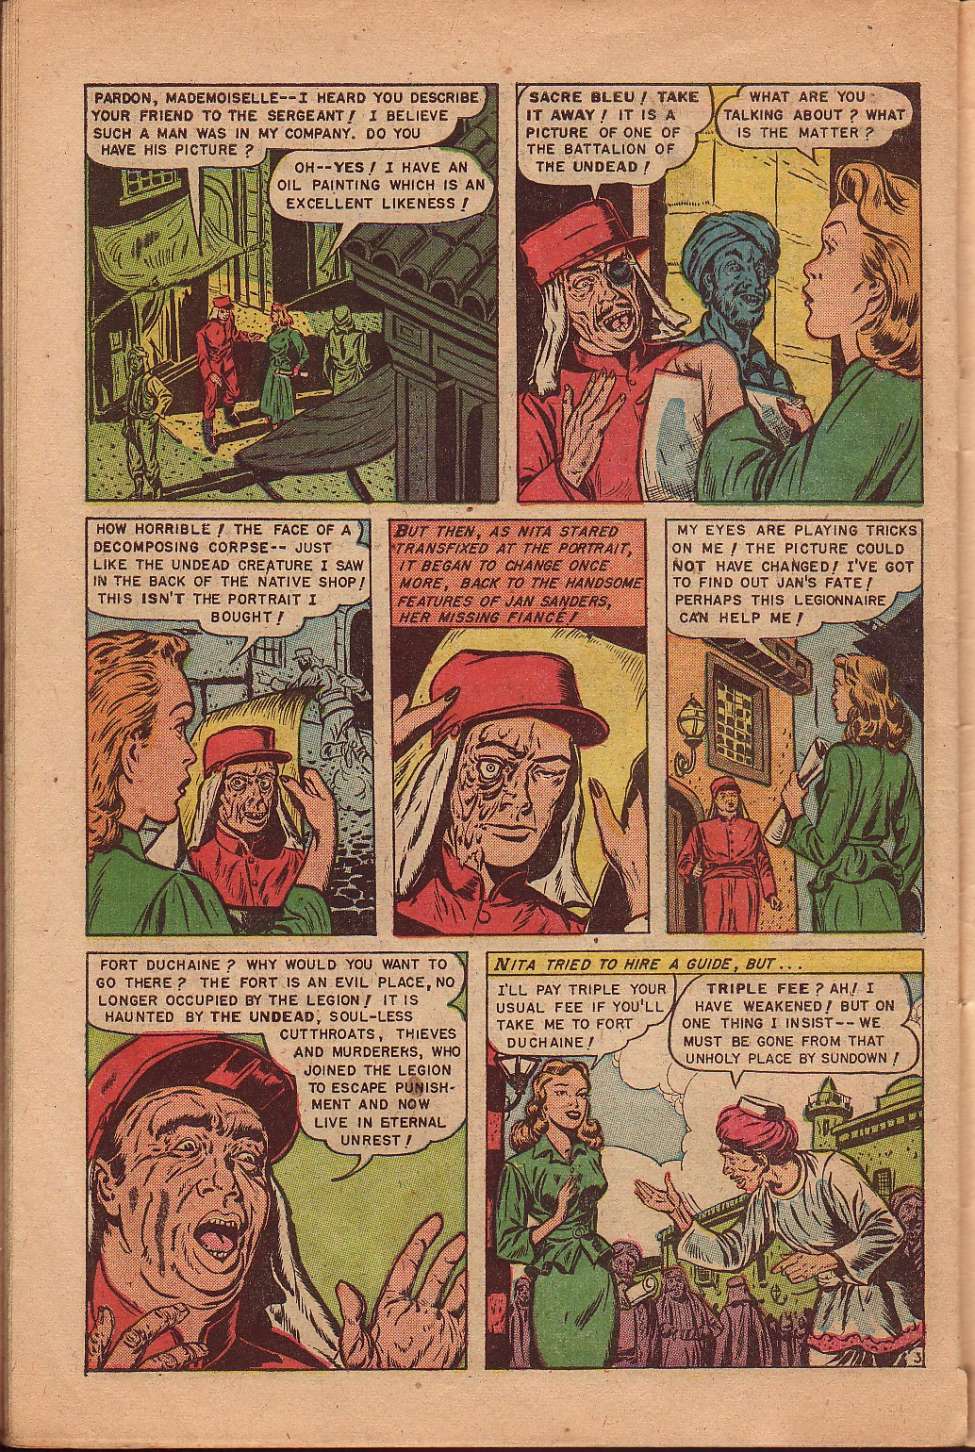 PARDON, MADEMOISELLE--I HEARD YOU DESCRIBE
YOUR FRIEND TO THE SERGEANT! I BELIEVE
SUCH A MAN WAS IN MY COMPANY. DO YOU
HAVE HIS PICTURE?
OH--YES! I HAVE AN
OIL PAINTING WHICH IS AN
EXCELLENT LIKENESS!
SACRE BLEU! TAKE
IT AWAY! IT IS A
PICTURE OF ONE OF
THE BATTALION OF
THE UNDEAD!
WHAT ARE YOU
TALKING ABOUT? WHAT
IS THE MATTER?
HOW HORRIBLE! THE FACE OF A
DECOMPOSING CORPSE-- JUST
LIKE THE UNDEAD CREATURE I SAW
IN THE BACK OF THE NATIVE SHOP!
THIS ISN'T THE PORTRAIT I
BOUGHT!
BUT THEN, AS NITA STARED
TRANSFIXED AT THE PORTRAIT,
IT BEGAN TO CHANGE ONCE
MORE, BACK TO THE HANDSOME
FEATURES OF JAN SANDERS,
HER MISSING FIANCÉ!
MY EYES ARE PLAYING TRICKS
ON ME! THE PICTURE COULD
NOT HAVE CHANGED! I'VE GOT
TO FIND OUT JAN'S FATE!
PERHAPS THIS LEGIONNAIRE
CAN HELP ME!
FORT DUCHAINE? WHY WOULD YOU WANT TO
GO THERE? THE FORT IS AN EVIL PLACE, NO
LONGER OCCUPIED BY THE LEGION! IT IS
HAUNTED BY THE UNDEAD, SOUL-LESS
CUTTHROATS, THIEVES
AND MURDERERS, WHO
JOINED THE LEGION
TO ESCAPE PUNISH-
MENT AND NOW
LIVE IN ETERNAL
UNREST!
NITA TRIED TO HIRE A GUIDE, BUT...
I'LL PAY TRIPLE YOUR
USUAL FEE IF YOU'LL
TAKE ME TO FORT
DUCHAINE!
TRIPLE FEE? AH! I
HAVE WEAKENED! BUT ON
ONE THING I INSIST-- WE
MUST BE GONE FROM THAT
UNHOLY PLACE BY SUNDOWN!
3